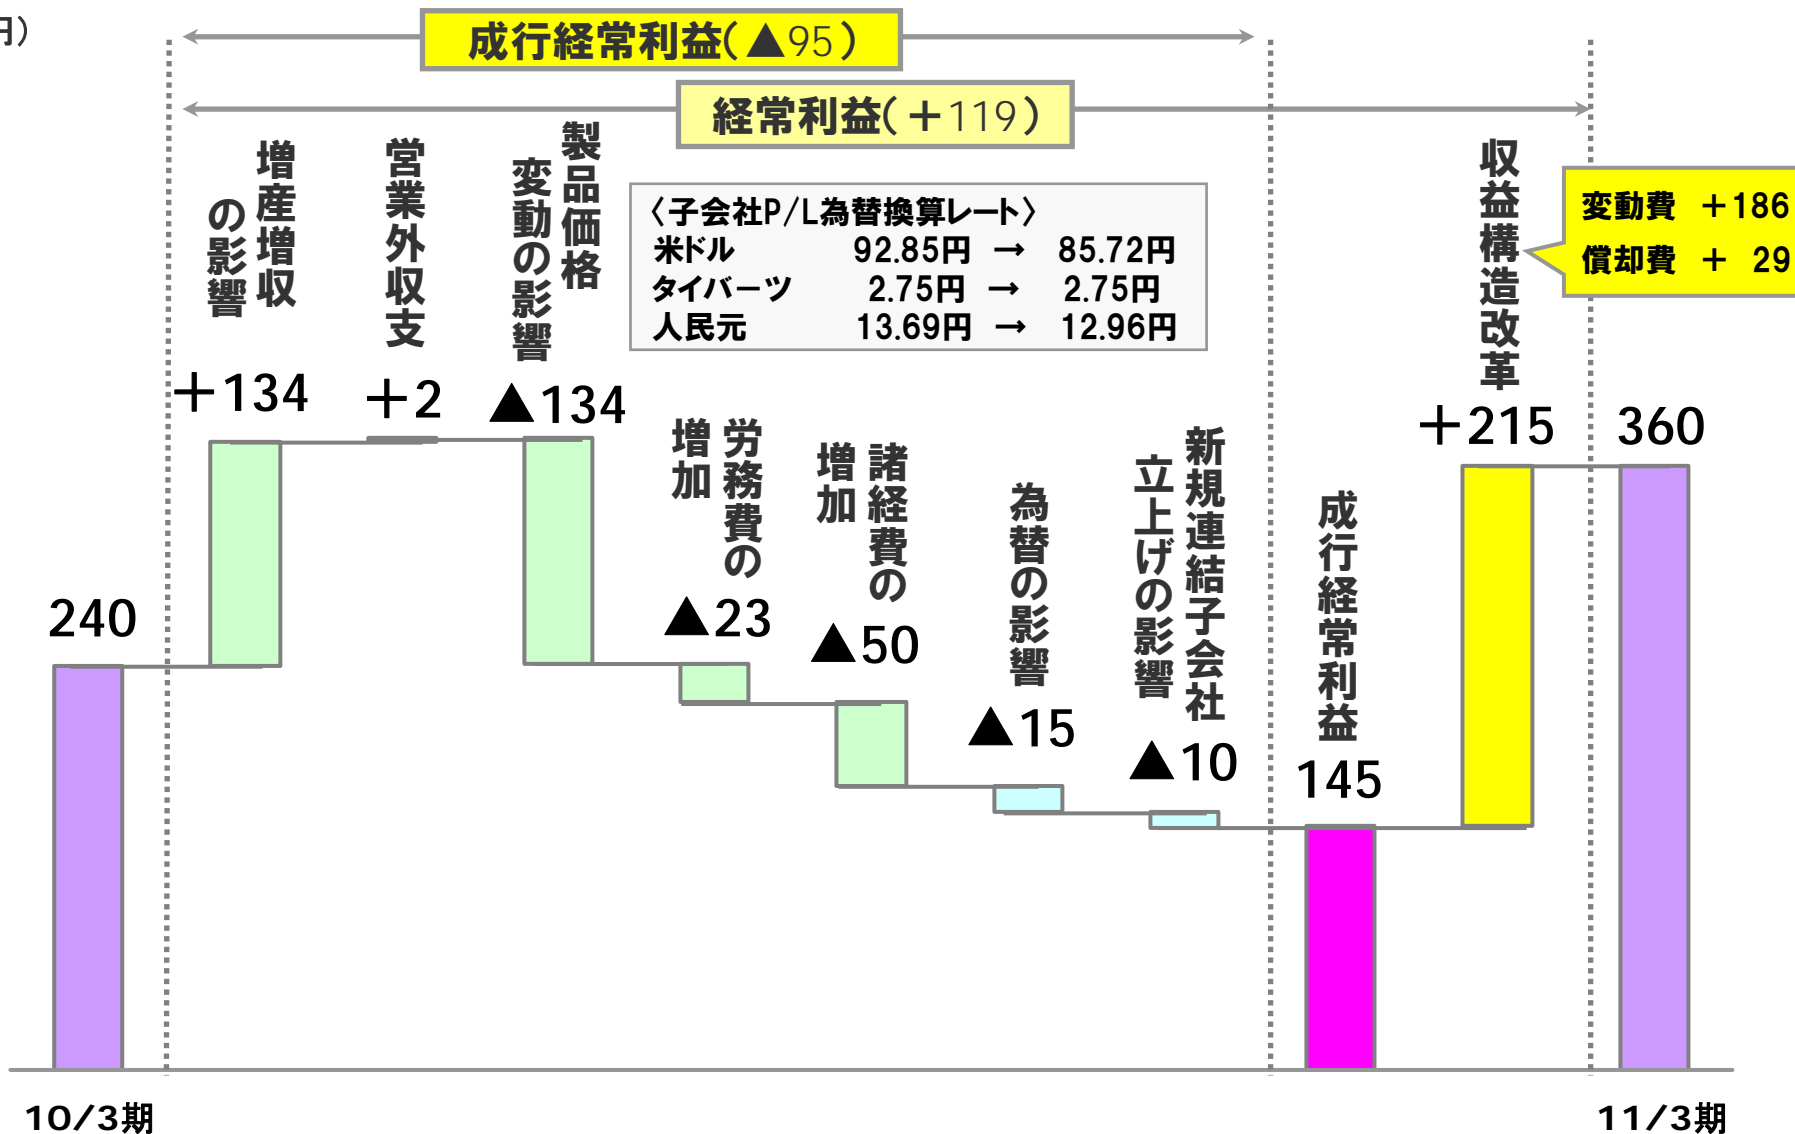 円）
成行経常利益(▲95)
経常利益(＋119)
増産増収
の影響
＋134
営業外収支
＋2
製品価格
変動の影響
▲134
〈子会社P/L為替換算レート〉
米ドル 92.85円 → 85.72円
タイバーツ 2.75円 → 2.75円
人民元 13.69円 → 12.96円
収益構造改革
＋215
変動費 ＋186
償却費 ＋ 29
240
労務費の
増加
▲23
諸経費の
増加
▲50
為替の影響
▲15
新規連結子会社
立上げの影響
▲10
成行経常利益
145
360
10/3期
11/3期